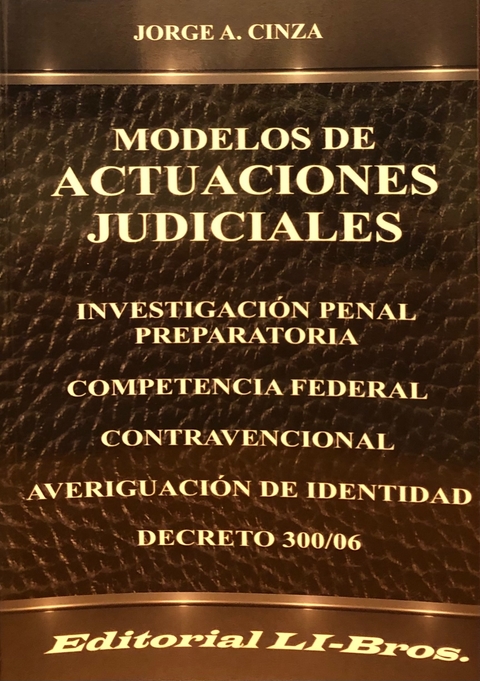 JORGE A. CINZA
MODELOS DE
ACTUACIONES
JUDICIALES
INVESTIGACIÓN PENAL
PREPARATORIA
COMPETENCIA FEDERAL
CONTRAVENCIONAL
AVERIGUACIÓN DE IDENTIDAD
DECRETO 300/06
Editorial LI-Bros.